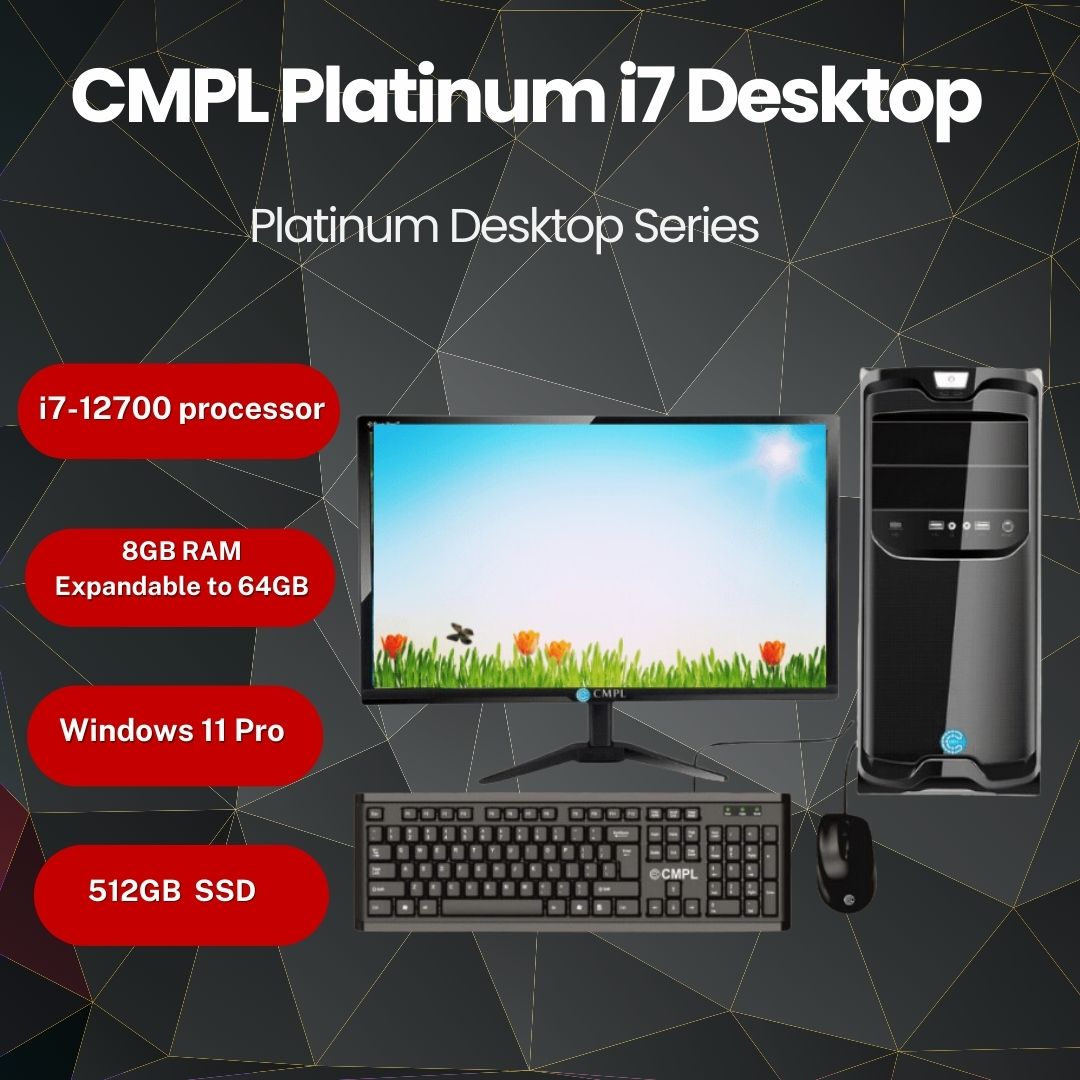 CMPL Platinum i7 Desktop
Platinum Desktop Series
i7-12700 processor
8GB RAM
Expandable to 64GB
Windows 11 Pro
512GB  SSD
CMPL
CMPL